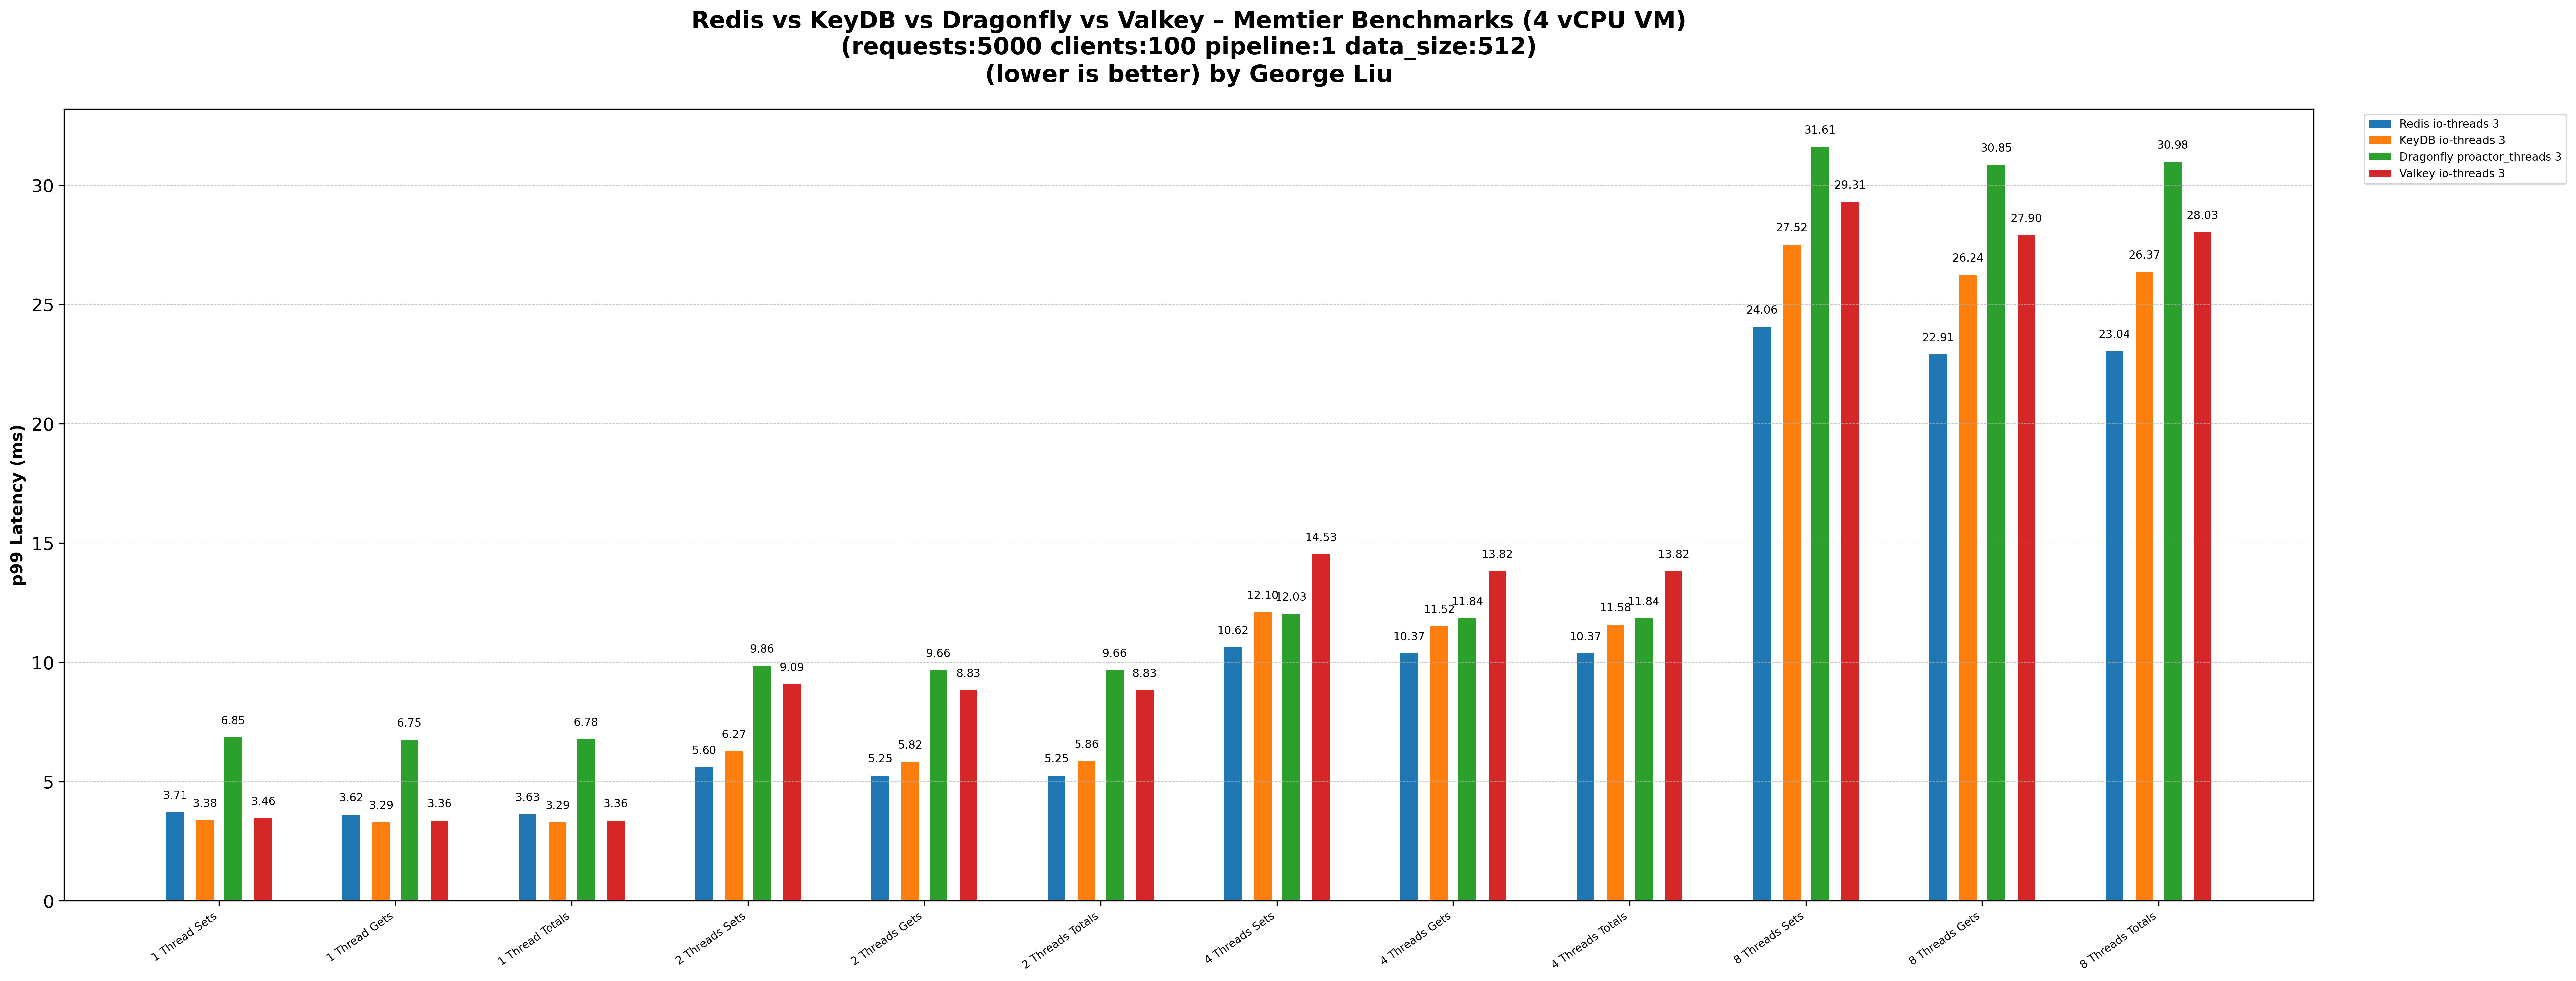 Redis vs KeyDB vs Dragonfly vs Valkey – Memtier Benchmarks (4 vCPU VM)
(requests:5000 clients:100 pipeline:1 data_size:512)
(lower is better) by George Liu
Redis io-threads 3
KeyDB io-threads 3
Dragonfly proactor_threads 3
Valkey io-threads 3
p99 Latency (ms)
30
25
20
15
10
5
0
3.71
3.38
6.85
3.46
3.62
3.29
6.75
3.36
3.63
3.29
6.78
3.36
5.60
6.27
9.86
9.09
5.25
5.82
9.66
8.83
5.25
5.86
9.66
8.83
10.62
12.10
12.03
14.53
10.37
11.52
11.84
13.82
10.37
11.58
11.84
13.82
24.06
27.52
31.61
29.31
22.91
26.24
30.85
27.90
23.04
26.37
30.98
28.03
1 Thread Sets
1 Thread Gets
1 Thread Totals
2 Threads Sets
2 Threads Gets
2 Threads Totals
4 Threads Sets
4 Threads Gets
4 Threads Totals
8 Threads Sets
8 Threads Gets
8 Threads Totals